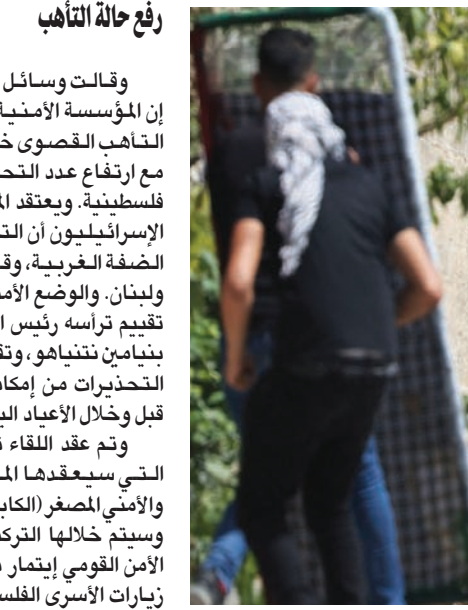 رفع حالة التأهب
وقالت وسائل
إن المؤسسة الأمنية
التأهب القصوى خ
مع ارتفاع عدد التح
فلسطينية. ويعتقد الم
الإسرائيليون أن الت
الضفة الغربية، وق
ولبنان. والوضع الأم
تقييم ترأسه رئيس ا
بنيامين نتنياهو، وتق
التحذيرات من إمكا
قبل وخلال الأعياد الي
وتم عقد اللقاء ق
التي سيعقدها الم
والأمني المصغر (الكاب
وسيتم خلالها الترك
الأمن القومي إيتمار ب
زيارات الأسرى الفلس